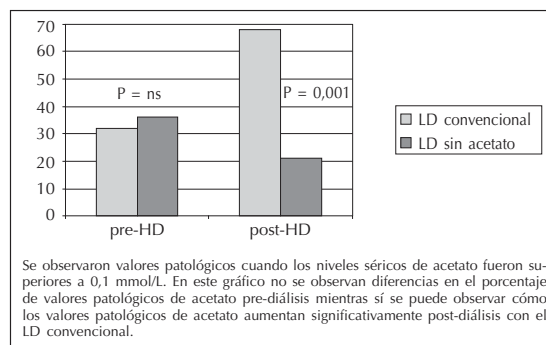 70
60
50
40
30
20
10
0
P = ns
P = 0,001
pre-HD
post-HD
LD convencional
LD sin acetato
Se observaron valores patológicos cuando los niveles séricos de acetato fueron su-
periores a 0,1 mmol/L. En este gráfico no se observan diferencias en el porcentaje
de valores patológicos de acetato pre-diálisis mientras sí se puede observar cómo
los valores patológicos de acetato aumentan significativamente post-diálisis con el
LD convencional.